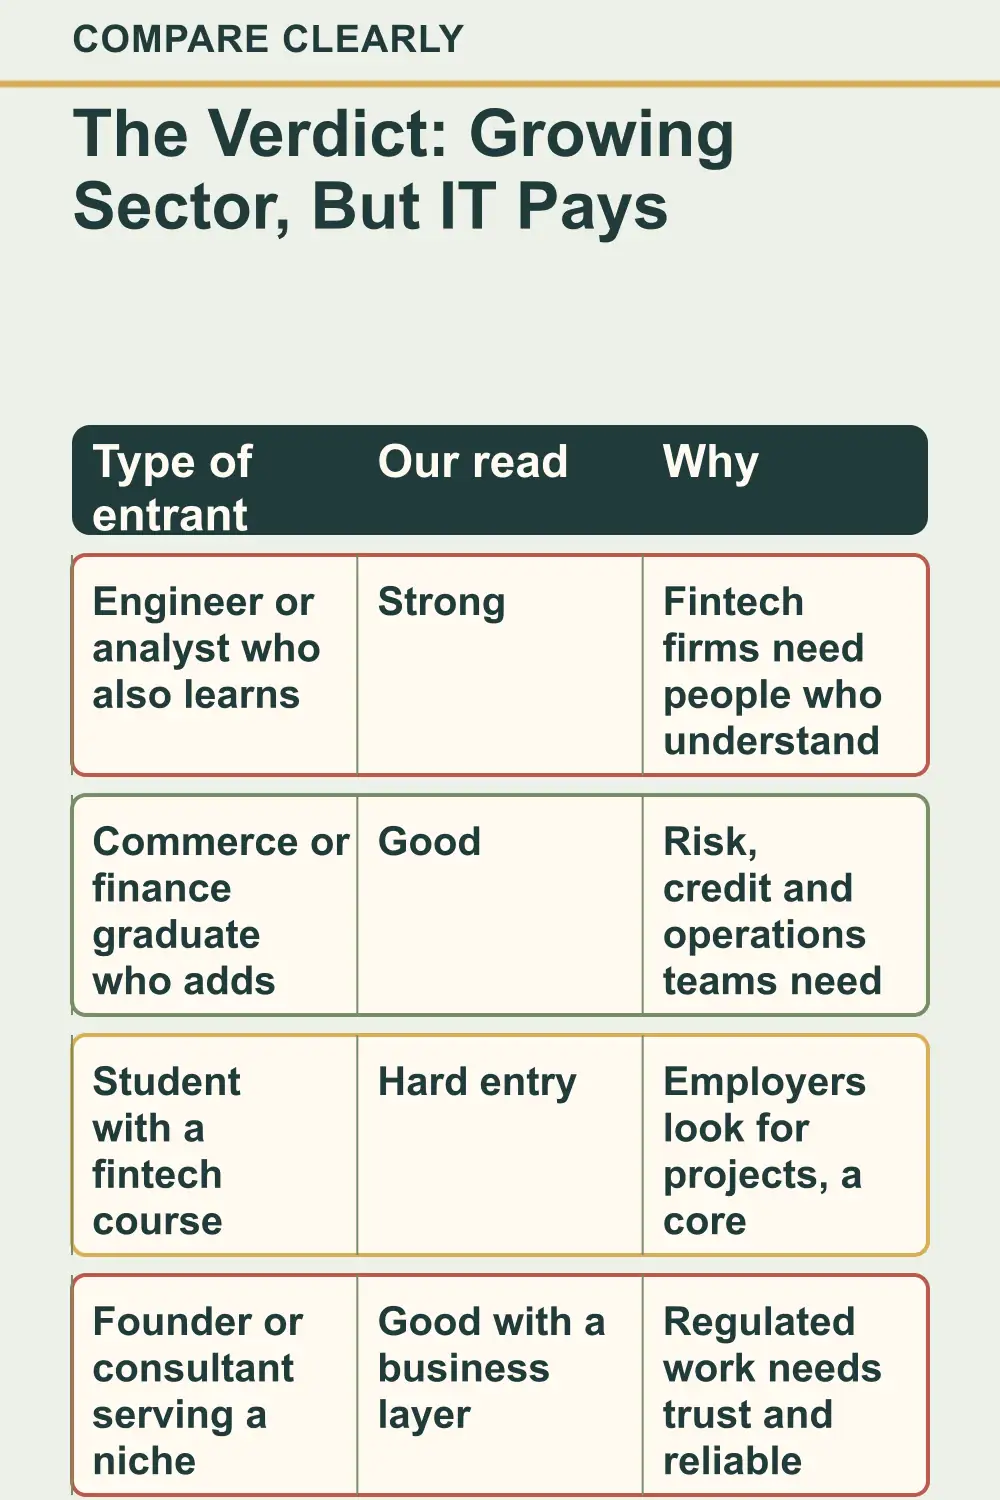 COMPARE CLEARLY
The Verdict: Growing
Sector, But IT Pays
Type of
entrant
Our read
Why
Engineer or
analyst who
also learns
Strong
Fintech
firms need
people who
understand
Commerce or
finance
graduate
who adds
Good
Risk,
credit and
operations
teams need
Student
with a
fintech
course
Hard entry
Employers
look for
projects, a
core
Founder or
consultant
serving a
niche
Good with a
business
layer
Regulated
work needs
trust and
reliable